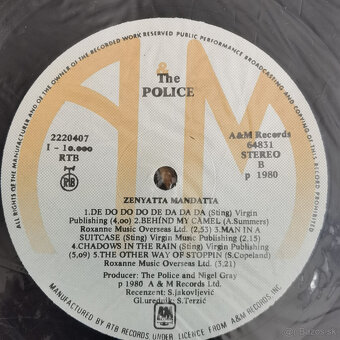 ALL RIGHTS OF THE MANUFACTURER AND OF THE OWNER OF THE RECORDED WORK RESERVED PUBLIC PERFORMANCE BROADCASTING AND COPYING OF THIS RECORD PROHIBITED
A&M
The
POLICE
2220407
I - 10.000
RTB
RTB
A&M Records
64831
STEREO
B
p 1980
ZENYATTA MANDATTA
1.DE DO DO DO DE DA DA DA (Sting) Virgin
Publishing (4,00) 2.BEHIND MY CAMEL (A.Summers)
Roxanne Music Overseas Ltd. (2,53) 3.MAN IN A
SUITCASE (Sting) Virgin Music Publishing (2,15)
4.CHADOWS IN THE RAIN (Sting) Virgin Publishing
(5,09) 5.THE OTHER WAY OF STOPPIN (S.Copeland)
Roxanne Music Overseas Ltd. (3,21)
Producer: The Police and Nigel Gray
p 1980 A & M Records Ltd.
Recenzent: S.jakovljević
Gl.urednik: S.Terzić
A&M
MANUFACTURED BY RTB RECORDS UNDER LICENCE FROM A&M RECORDS INC.